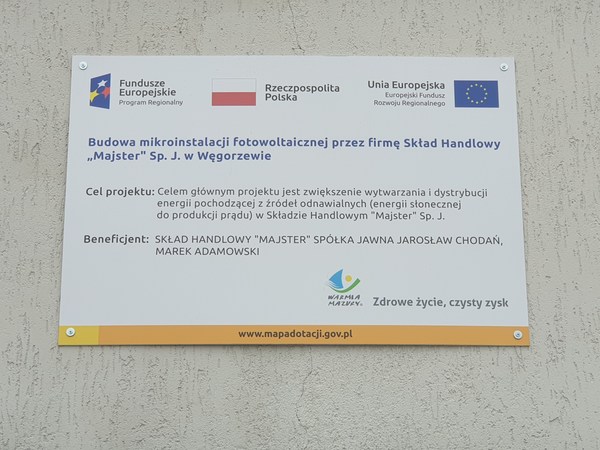 Fundusze
Europejskie
Program Regionalny
Rzeczpospolita
Polska
Unia Europejska
Europejski Fundusz
Rozwoju Regionalnego
Budowa mikroinstalacji fotowoltaicznej przez firmę Skład Handlowy
„Majster" Sp. J. w Węgorzewie
Cel projektu: Celem głównym projektu jest zwiększenie wytwarzania i dystrybucji
energii pochodzącej z źródeł odnawialnych (energii słonecznej
do produkcji prądu) w Składzie Handlowym "Majster" Sp. J.
Beneficjent: SKŁAD HANDLOWY "MAJSTER" SPÓŁKA JAWNA JAROSŁAW CHODAŃ,
MAREK ADAMOWSKI
WARMIA
MAZURY.
Zdrowe życie, czysty zysk
www.mapadotacji.gov.pl